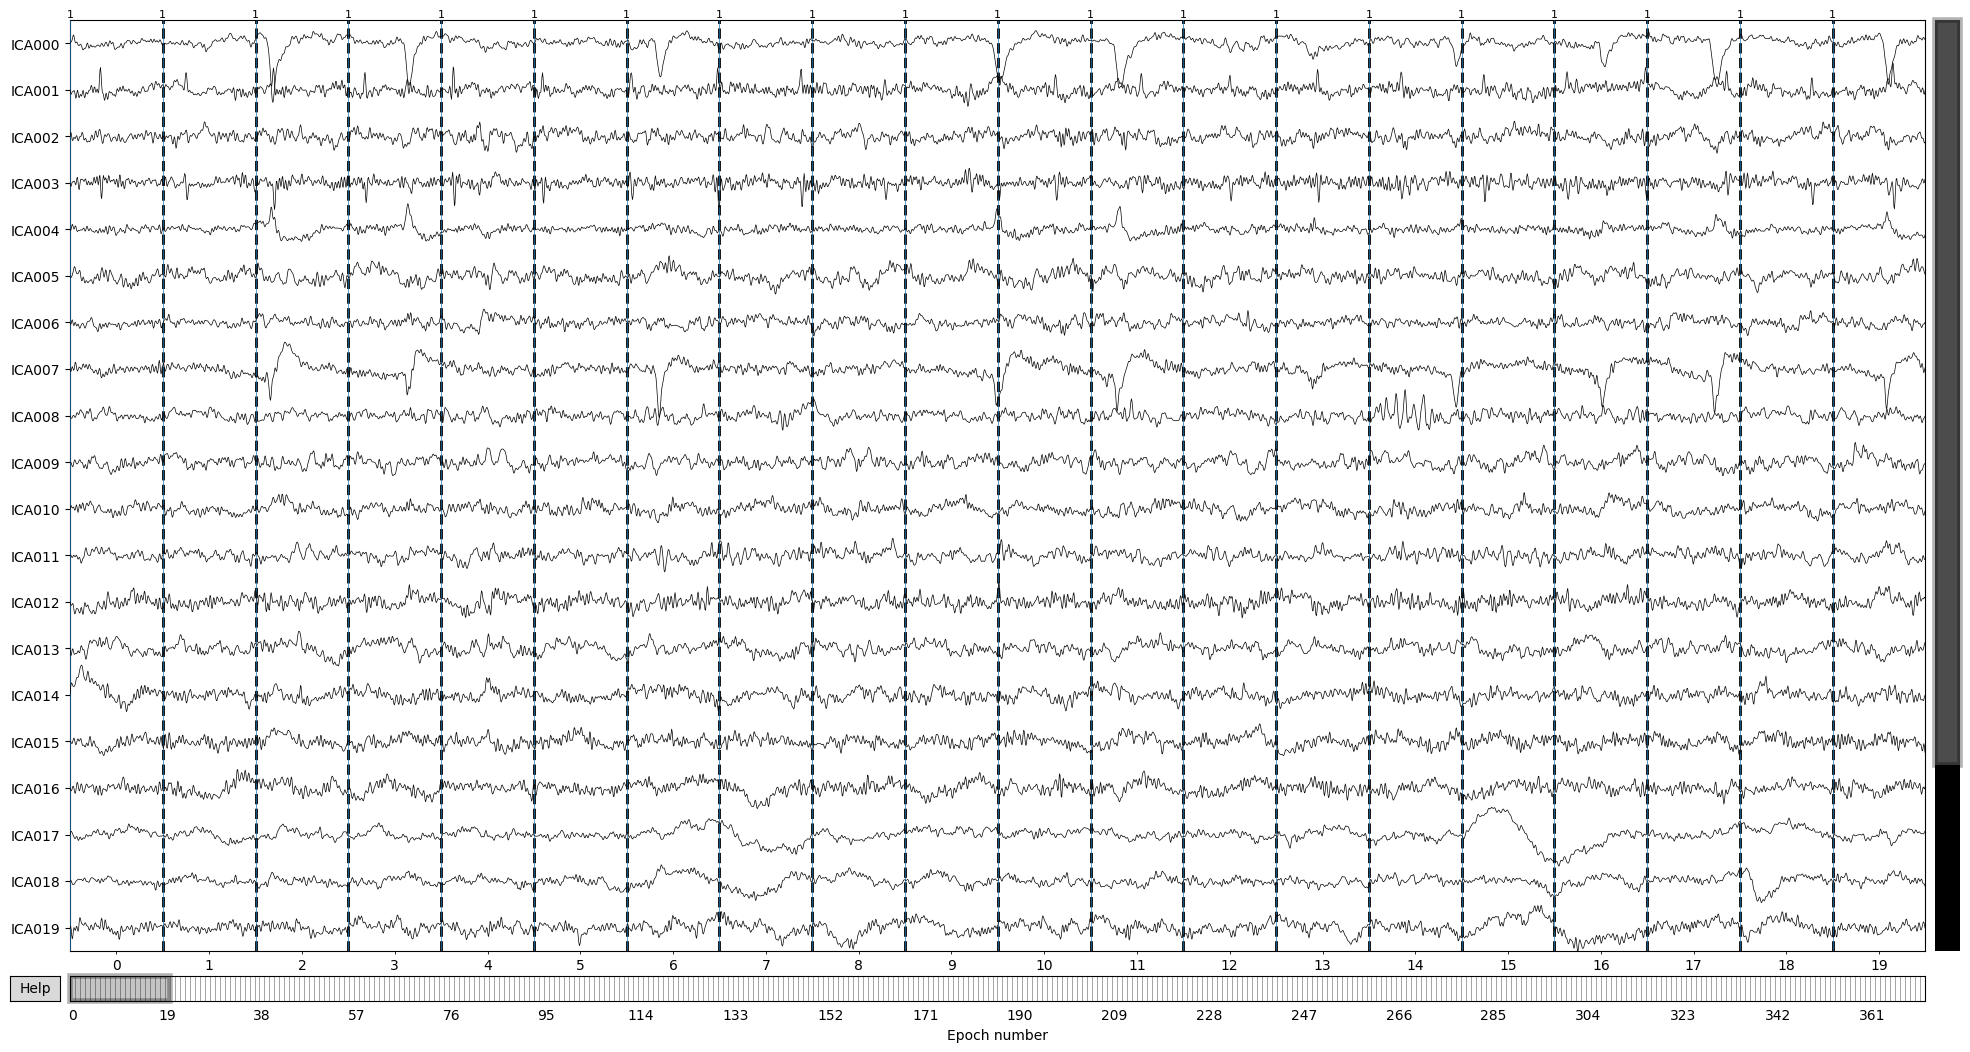 1 1 1 1 1 1 1 1 1 1 1 1 1 1 1 1 1 1 1 1
ICA000
ICA001
ICA002
ICA003
ICA004
ICA005
ICA006
ICA007
ICA008
ICA009
ICA010
ICA011
ICA012
ICA013
ICA014
ICA015
ICA016
ICA017
ICA018
ICA019
0 1 2 3 4 5 6 7 8 9 10 11 12 13 14 15 16 17 18 19
Help
0 19 38 57 76 95 114 133 152 171 190 209 228 247 266 285 304 323 342 361
Epoch number